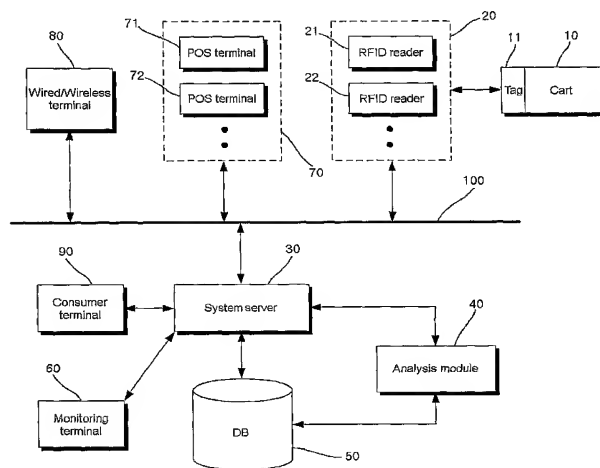 80
71
POS terminal
72
POS terminal
70
21
RFID reader
22
RFID reader
20
11
10
Tag
Cart
Wired/Wireless
terminal
100
90
Consumer
terminal
30
System server
40
Analysis module
60
Monitoring
terminal
DB
50